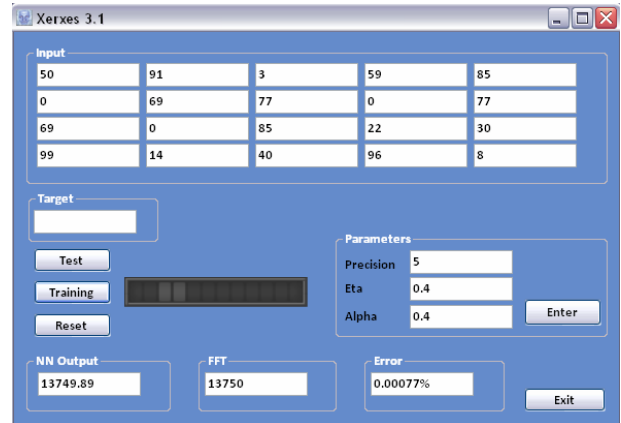 Xerxes 3.1
Input
50 91 3 59 85
0 69 77 0 77
69 0 85 22 30
99 14 40 96 8
Target
Test
Training
Reset
Parameters
Precision 5
Eta 0.4
Alpha 0.4
Enter
NN Output
13749.89
FFT
13750
Error
0.00077%
Exit